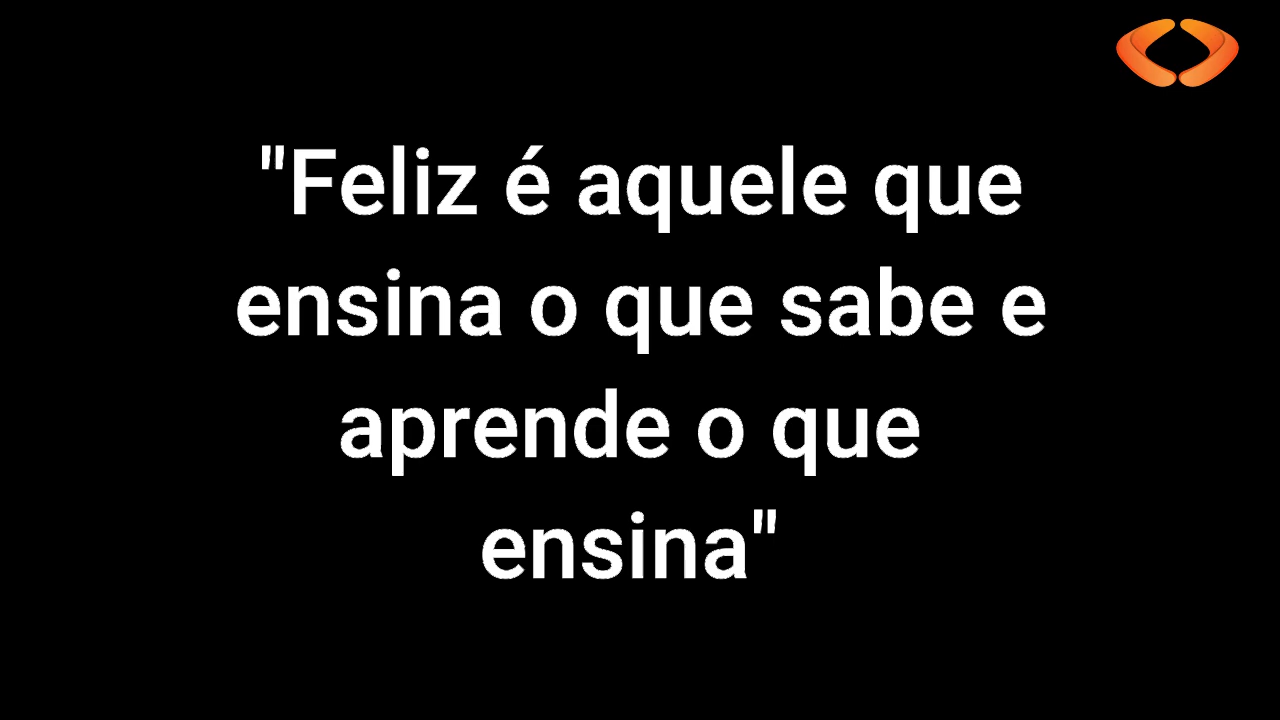 "Feliz é aquele que
ensina o que sabe e
aprende o que
ensina"